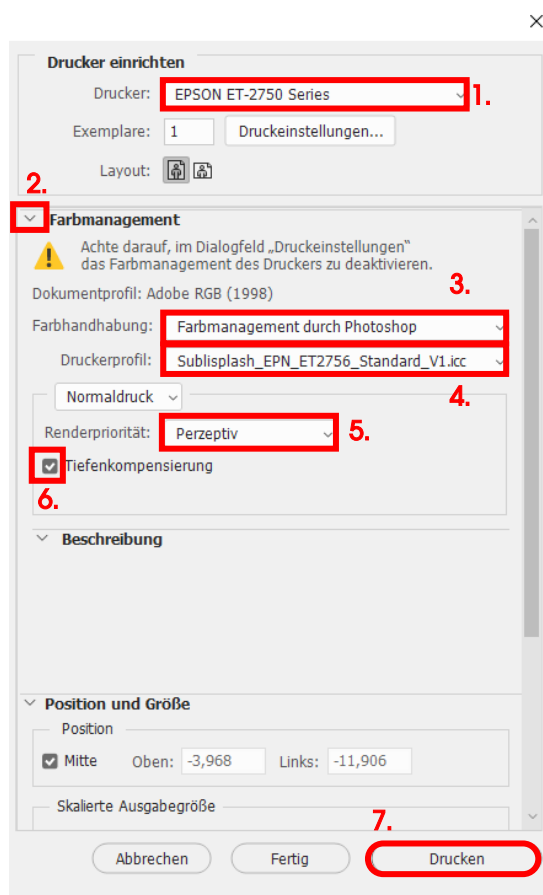 Drucker einrichten
Drucker: EPSON ET-2750 Series 1.
Exemplare: 1 Druckeinstellungen...
Layout:
2.
Farbmanagement
Achte darauf, im Dialogfeld „Druckeinstellungen"
das Farbmanagement des Druckers zu deaktivieren.
3.
Dokumentprofil: Adobe RGB (1998)
Farbhandhabung: Farbmanagement durch Photoshop
Druckerprofil: Sublisplash_EPN_ET2756_Standard_V1.icc
4.
Normaldruck
Renderpriorität: Perzeptiv 5.
Tiefenkompensierung
6.
Beschreibung
Position und Größe
Position
Mitte Oben: -3,968 Links: -11,906
Skalierte Ausgabegröße
7.
Abbrechen Fertig Drucken